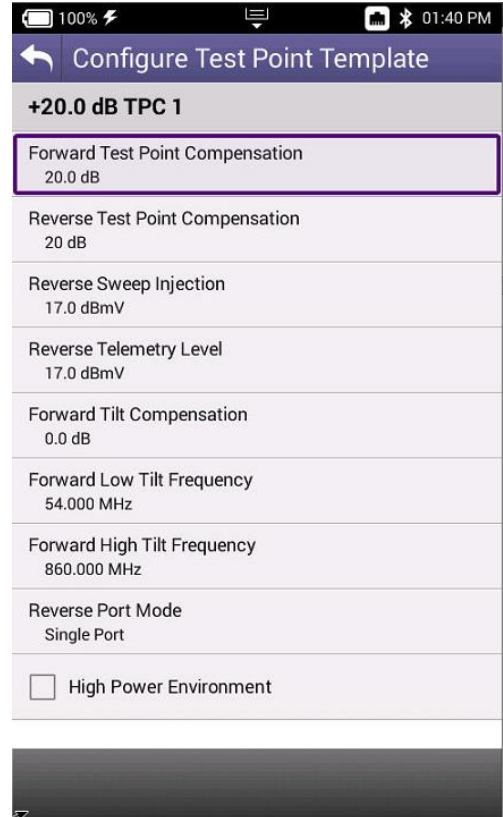 100% 01:40 PM
Configure Test Point Template
+20.0 dB TPC 1
Forward Test Point Compensation
20.0 dB
Reverse Test Point Compensation
20 dB
Reverse Sweep Injection
17.0 dBmV
Reverse Telemetry Level
17.0 dBmV
Forward Tilt Compensation
0.0 dB
Forward Low Tilt Frequency
54.000 MHz
Forward High Tilt Frequency
860.000 MHz
Reverse Port Mode
Single Port
High Power Environment